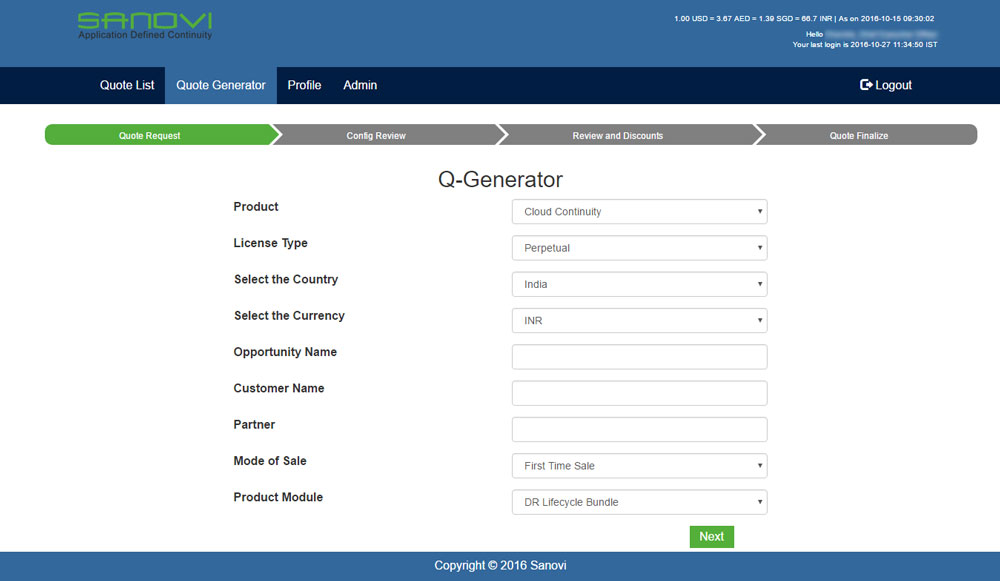 SANOVI
Application Defined Continuity
1.00 USD = 3.67 AED = 1.39 SGD = 66.7 INR | As on 2016-10-15 09:30:02
Hello
Your last login is 2016-10-27 11:34:50 IST
Quote List Quote Generator Profile Admin Logout
Quote Request Config Review Review and Discounts Quote Finalize
Q-Generator
Product Cloud Continuity
License Type Perpetual
Select the Country India
Select the Currency INR
Opportunity Name
Customer Name
Partner
Mode of Sale First Time Sale
Product Module DR Lifecycle Bundle
Next
Copyright © 2016 Sanovi